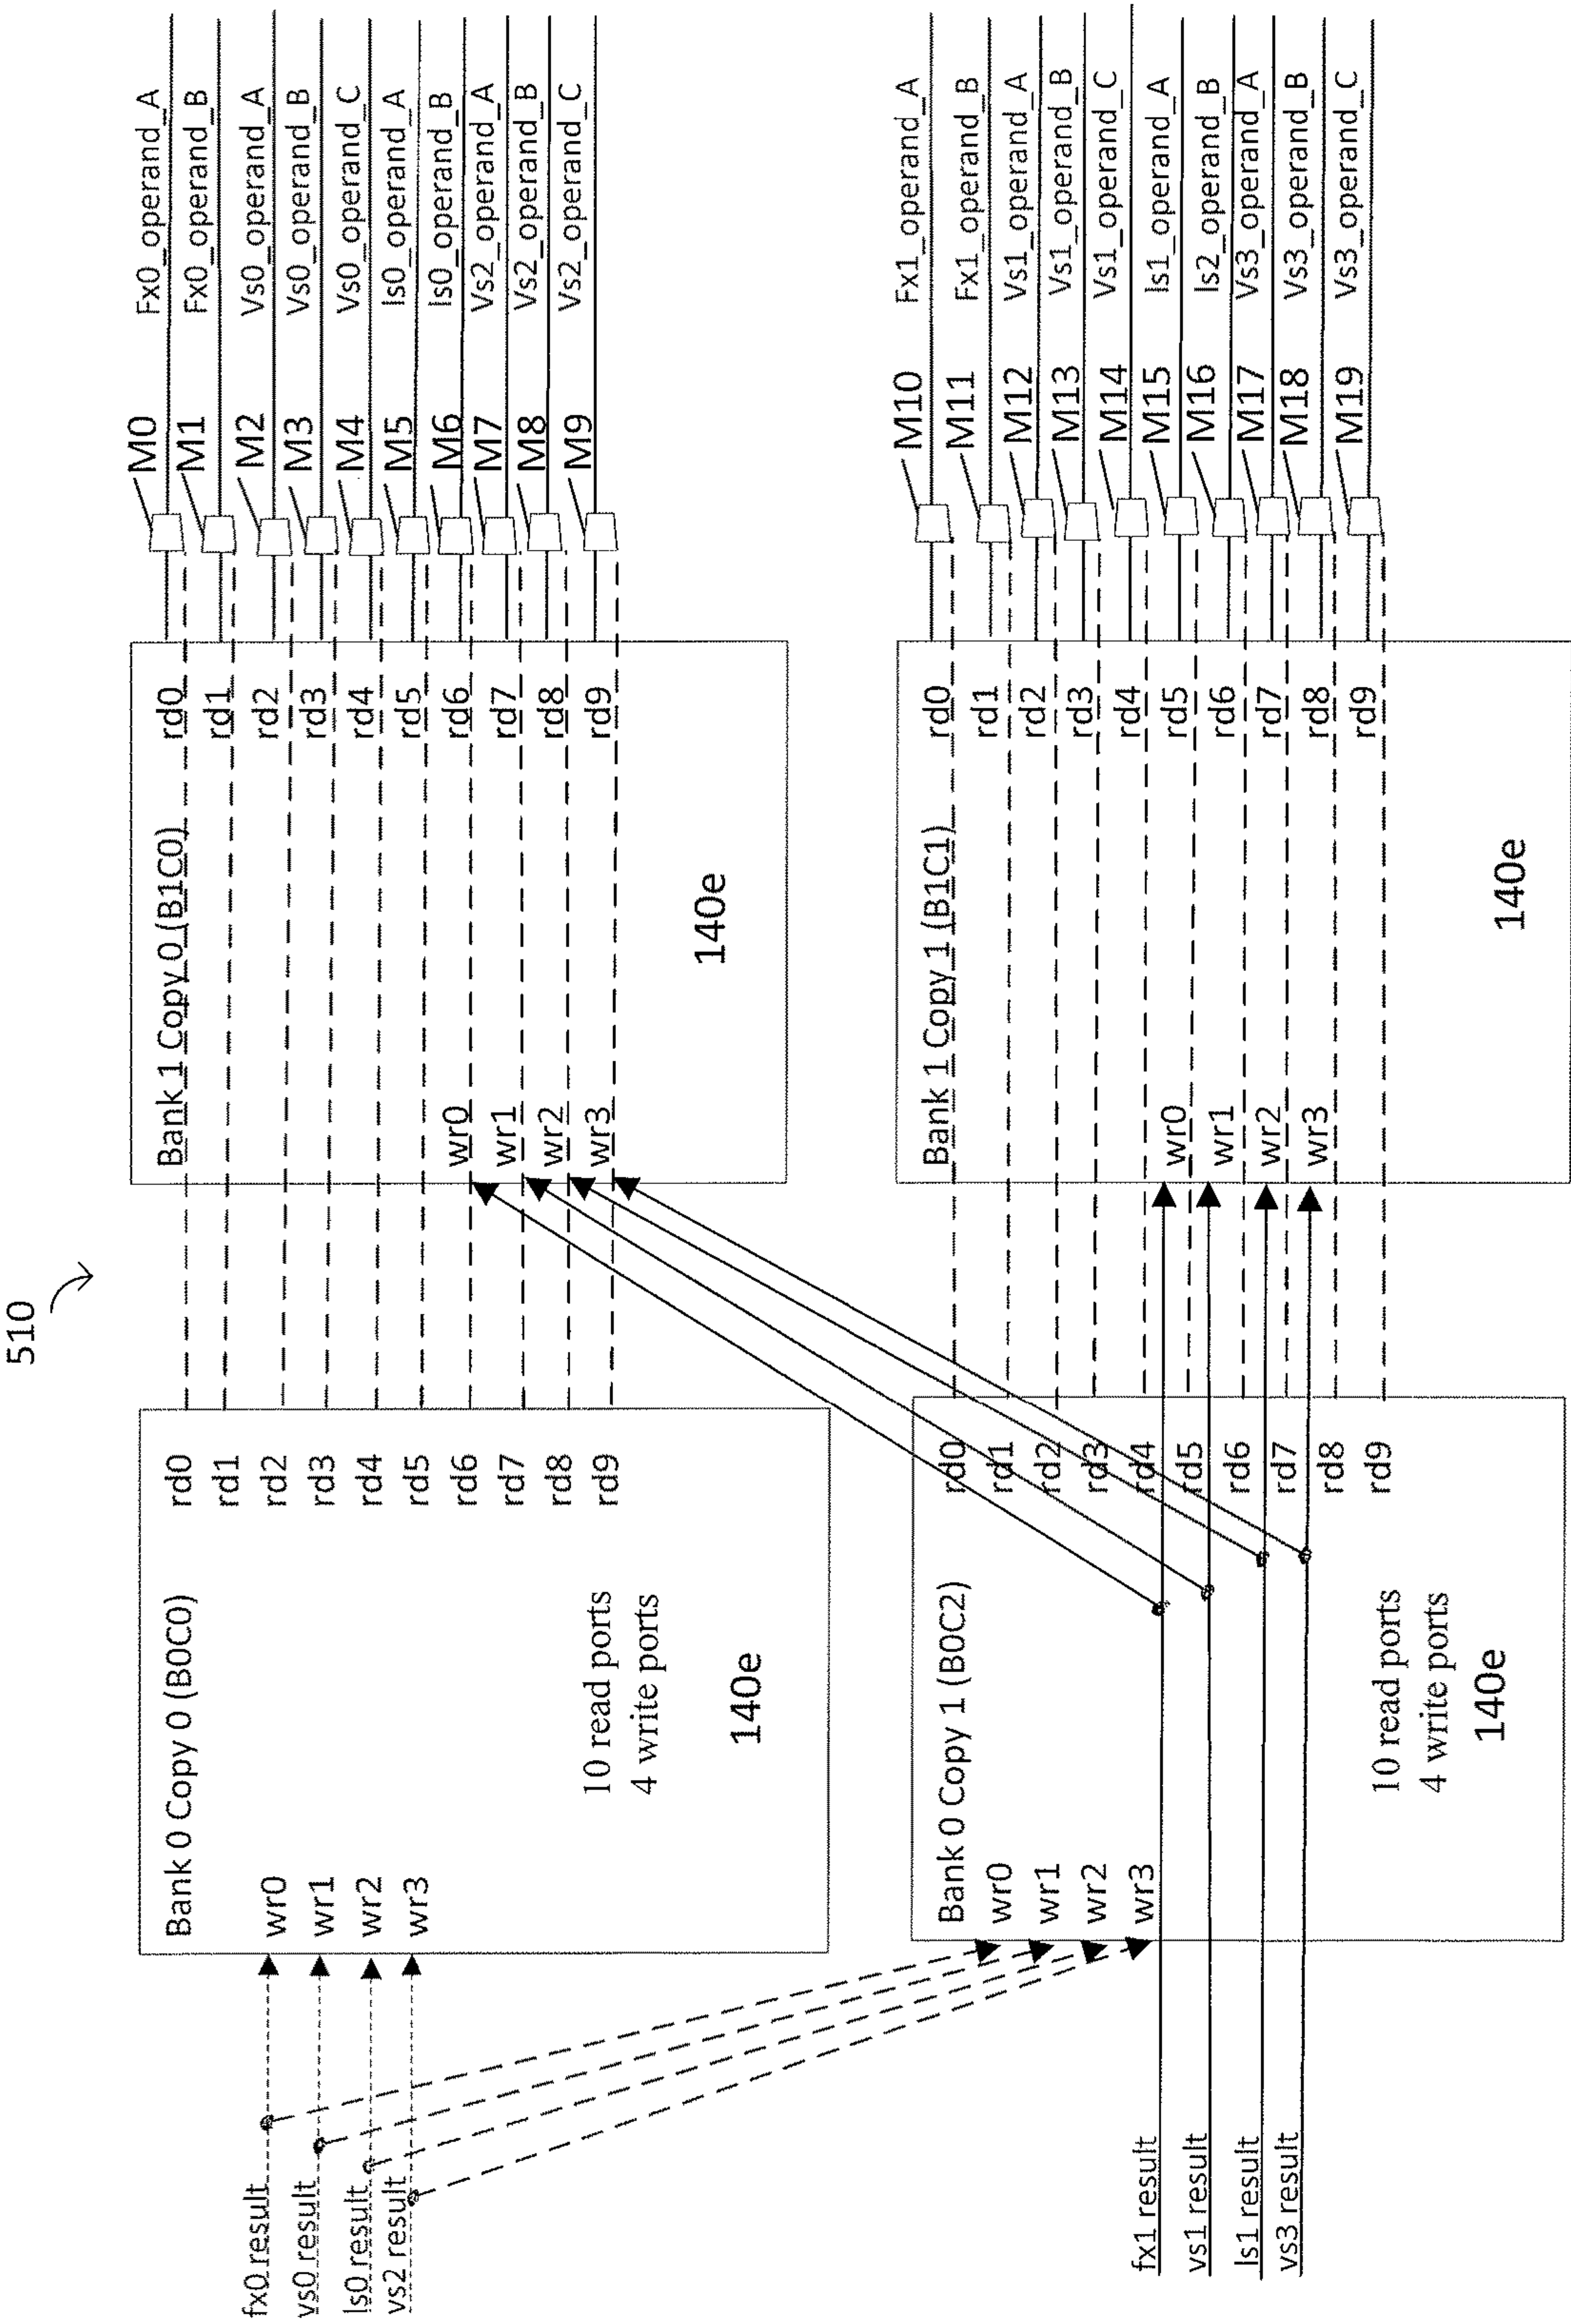 510
fx0 result
vs0 result
ls0 result
vs2 result
Bank 0 Copy 0 (B0C0)
wr0
wr1
wr2
wr3
rd0
rd1
rd2
rd3
rd4
rd5
rd6
rd7
rd8
rd9
10 read ports
4 write ports
140e
Bank 1 Copy 0 (B1C0)
wr0
wr1
wr2
wr3
rd0
rd1
rd2
rd3
rd4
rd5
rd6
rd7
rd8
rd9
140e
M0
M1
M2
M3
M4
M5
M6
M7
M8
M9
Fx0_operand_A
Fx0_operand_B
Vs0_operand_A
Vs0_operand_B
Vs0_operand_C
ls0_operand_A
ls0_operand_B
Vs2_operand_A
Vs2_operand_B
Vs2_operand_C
fx1 result
vs1 result
ls1 result
vs3 result
Bank 0 Copy 1 (B0C2)
wr0
wr1
wr2
wr3
rd0
rd1
rd2
rd3
rd4
rd5
rd6
rd7
rd8
rd9
10 read ports
4 write ports
140e
Bank 1 Copy 1 (B1C1)
wr0
wr1
wr2
wr3
rd0
rd1
rd2
rd3
rd4
rd5
rd6
rd7
rd8
rd9
140e
M10
M11
M12
M13
M14
M15
M16
M17
M18
M19
Fx1_operand_A
Fx1_operand_B
Vs1_operand_A
Vs1_operand_B
Vs1_operand_C
ls1_operand_A
ls2_operand_B
Vs3_operand_A
Vs3_operand_B
Vs3_operand_C